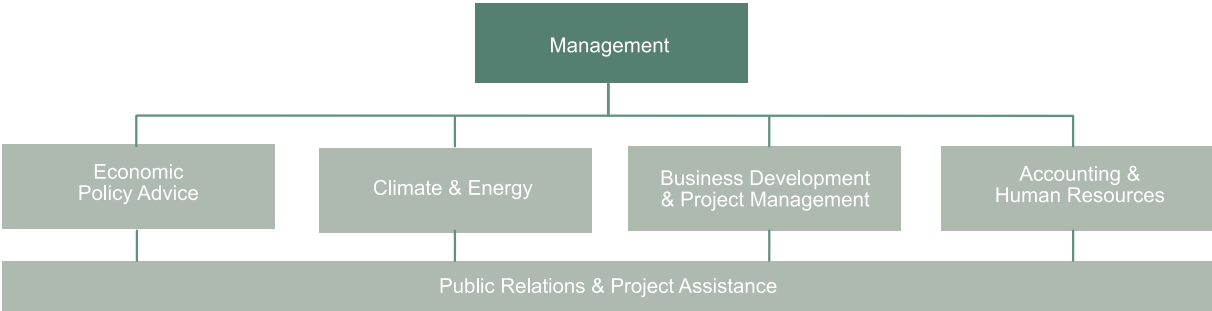 Management
Economic
Policy Advice
Climate & Energy
Business Development
& Project Management
Accounting &
Human Resources
Public Relations & Project Assistance